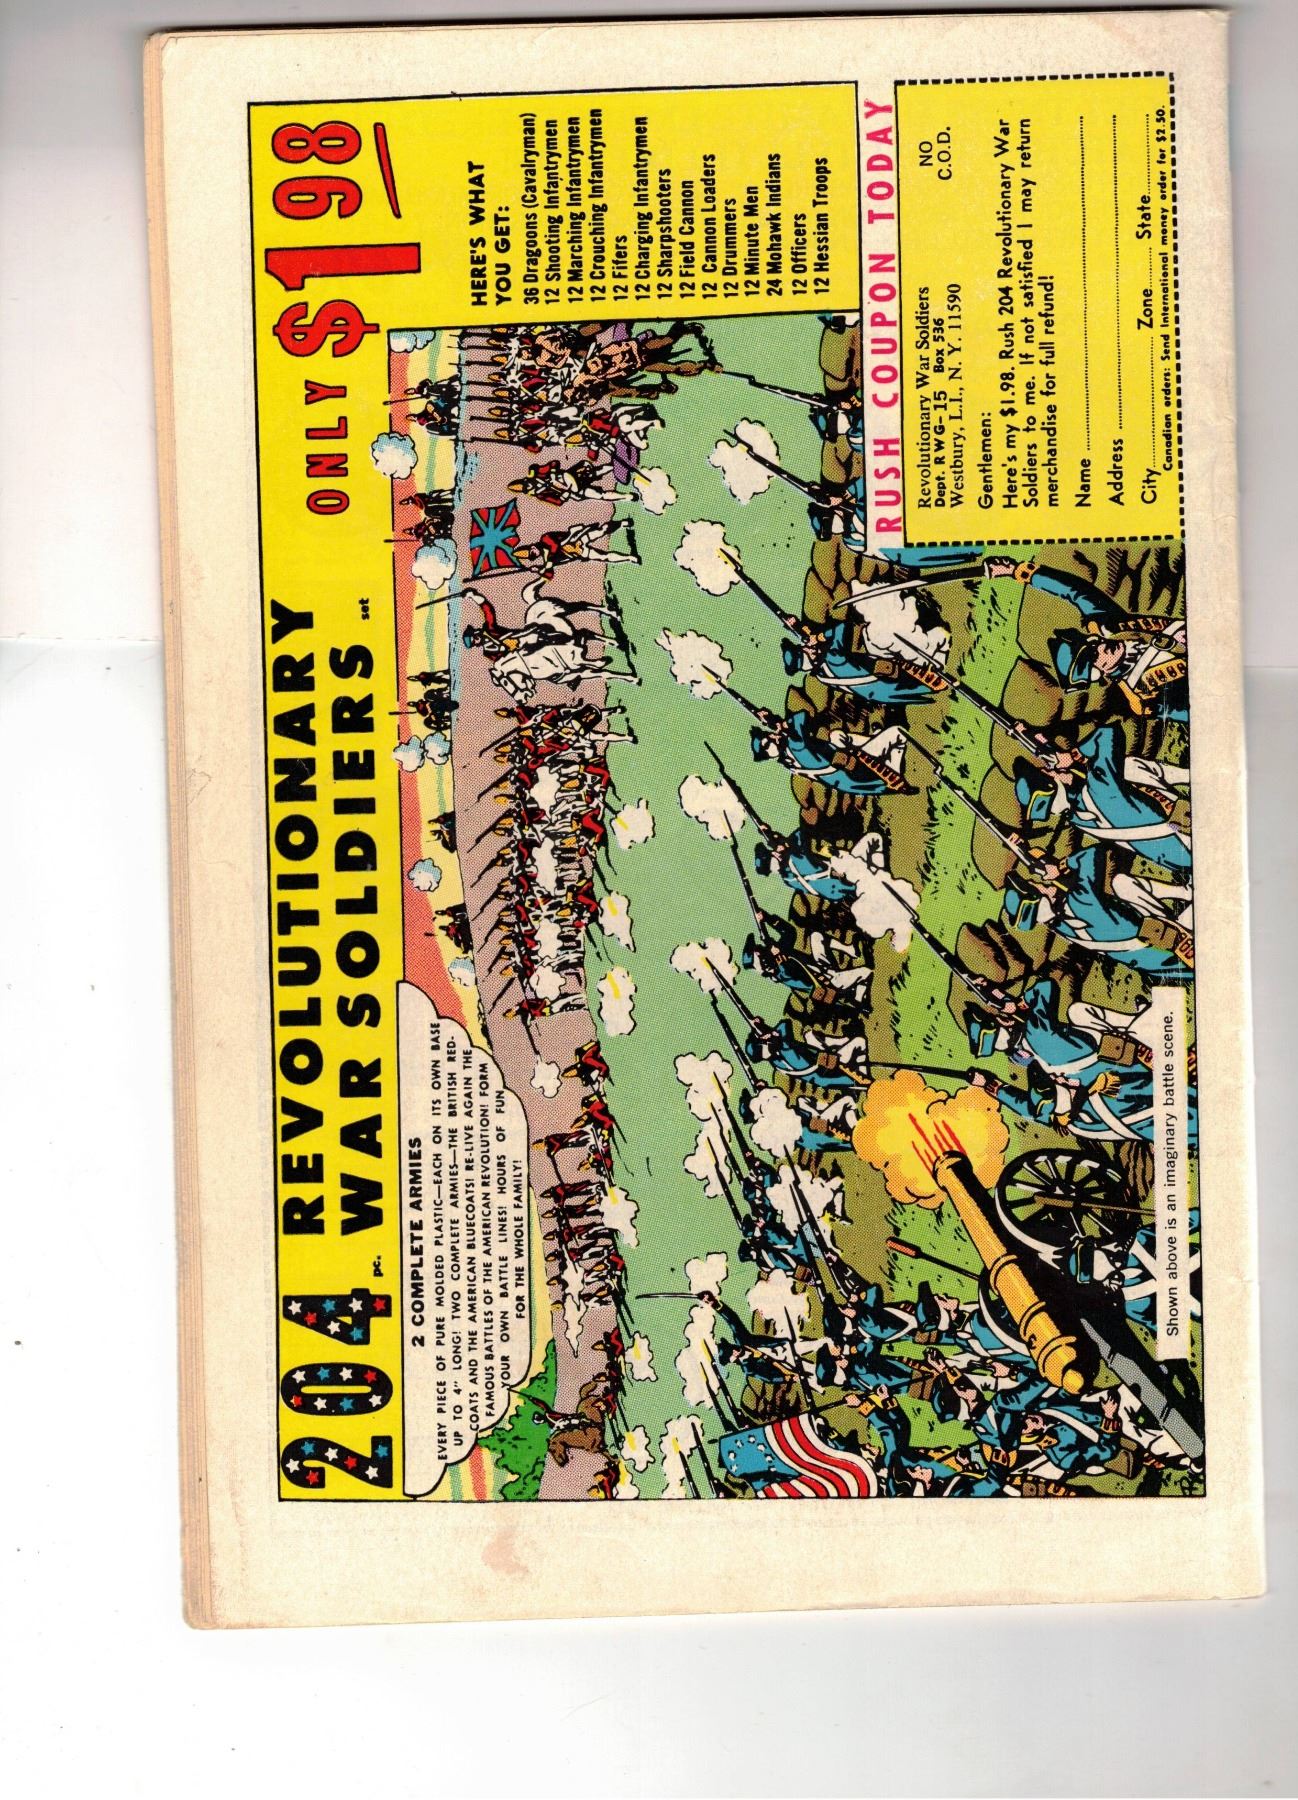 204 pc. REVOLUTIONARY
WAR SOLDIERS set
ONLY $1 98
2 COMPLETE ARMIES
EVERY PIECE OF PURE MOLDED PLASTIC—EACH ON ITS OWN BASE
UP TO 4" LONG! TWO COMPLETE ARMIES—THE BRITISH RED-
COATS AND THE AMERICAN BLUECOATS! RE-LIVE AGAIN THE
FAMOUS BATTLES OF THE AMERICAN REVOLUTION! FORM
YOUR OWN BATTLE LINES! HOURS OF FUN
FOR THE WHOLE FAMILY!
HERE'S WHAT
YOU GET:
36 Dragoons (Cavalryman)
12 Shooting Infantrymen
12 Marching Infantrymen
12 Crouching Infantrymen
12 Fifers
12 Charging Infantrymen
12 Sharpshooters
12 Field Cannon
12 Cannon Loaders
12 Drummers
12 Minute Men
24 Mohawk Indians
12 Officers
12 Hessian Troops
RUSH COUPON TODAY
Revolutionary War Soldiers
Dept. RWG-15 Box 536
Westbury, L.I., N. Y. 11590
NO
C.O.D.
Gentlemen:
Here's my $1.98. Rush 204 Revolutionary War
Soldiers to me. If not satisfied I may return
merchandise for full refund!
Name
Address
City Zone State
Canadian orders: Send International money order for $2.50.
Shown above is an imaginary battle scene.